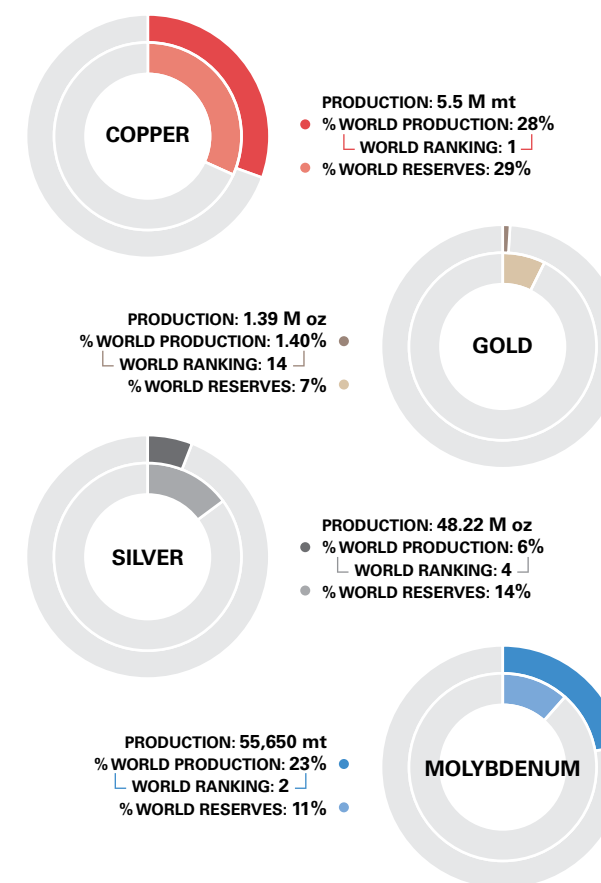 COPPER
PRODUCTION: 5.5 M mt
% WORLD PRODUCTION: 28%
WORLD RANKING: 1
% WORLD RESERVES: 29%
PRODUCTION: 1.39 M oz
% WORLD PRODUCTION: 1.40%
WORLD RANKING: 14
% WORLD RESERVES: 7%
GOLD
SILVER
PRODUCTION: 48.22 M oz
% WORLD PRODUCTION: 6%
WORLD RANKING: 4
% WORLD RESERVES: 14%
PRODUCTION: 55,650 mt
% WORLD PRODUCTION: 23%
WORLD RANKING: 2
% WORLD RESERVES: 11%
MOLYBDENUM